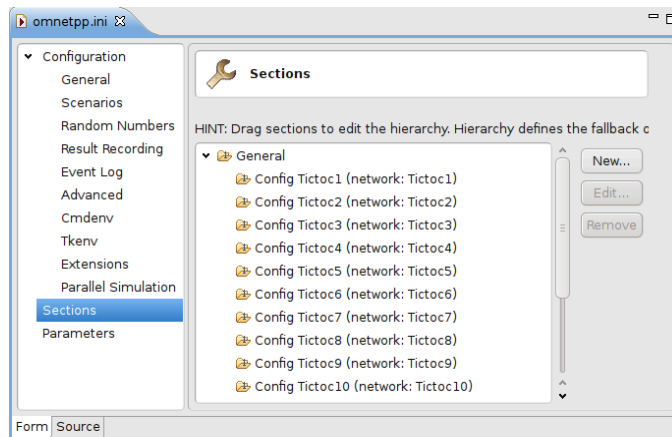 omnetpp.ini
Configuration
General
Scenarios
Random Numbers
Result Recording
Event Log
Advanced
Cmdenv
Tkenv
Extensions
Parallel Simulation
Sections
Parameters
Sections
HINT: Drag sections to edit the hierarchy. Hierarchy defines the fallback o
General
Config Tictoc1 (network: Tictoc1)
Config Tictoc2 (network: Tictoc2)
Config Tictoc3 (network: Tictoc3)
Config Tictoc4 (network: Tictoc4)
Config Tictoc5 (network: Tictoc5)
Config Tictoc6 (network: Tictoc6)
Config Tictoc7 (network: Tictoc7)
Config Tictoc8 (network: Tictoc8)
Config Tictoc9 (network: Tictoc9)
Config Tictoc10 (network: Tictoc10)
New...
Edit...
Remove
Form Source